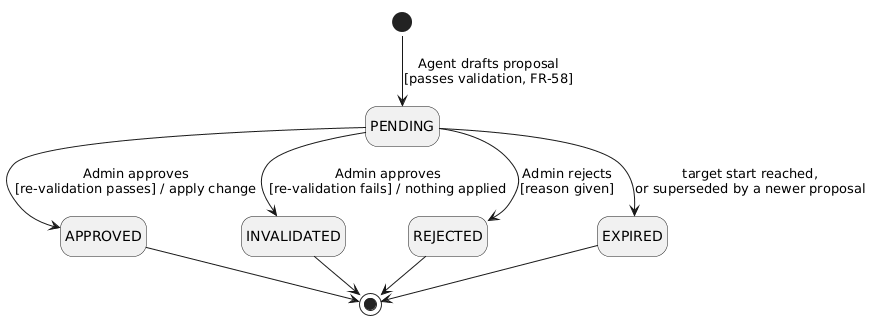 Agent drafts proposal
[passes validation, FR-58]
PENDING
Admin approves
[re-validation passes] / apply change
Admin approves
[re-validation fails] / nothing applied
Admin rejects
[reason given]
target start reached,
or superseded by a newer proposal
APPROVED
INVALIDATED
REJECTED
EXPIRED